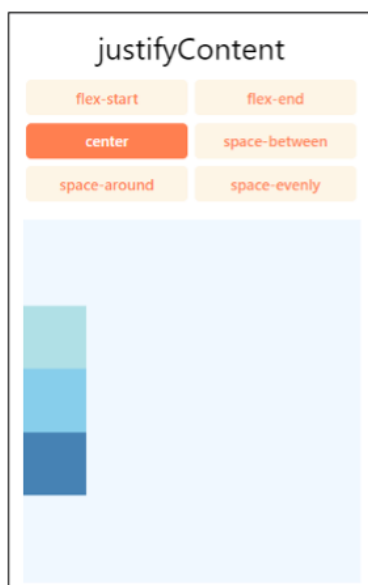 justifyContent
flex-start flex-end
center space-between
space-around space-evenly